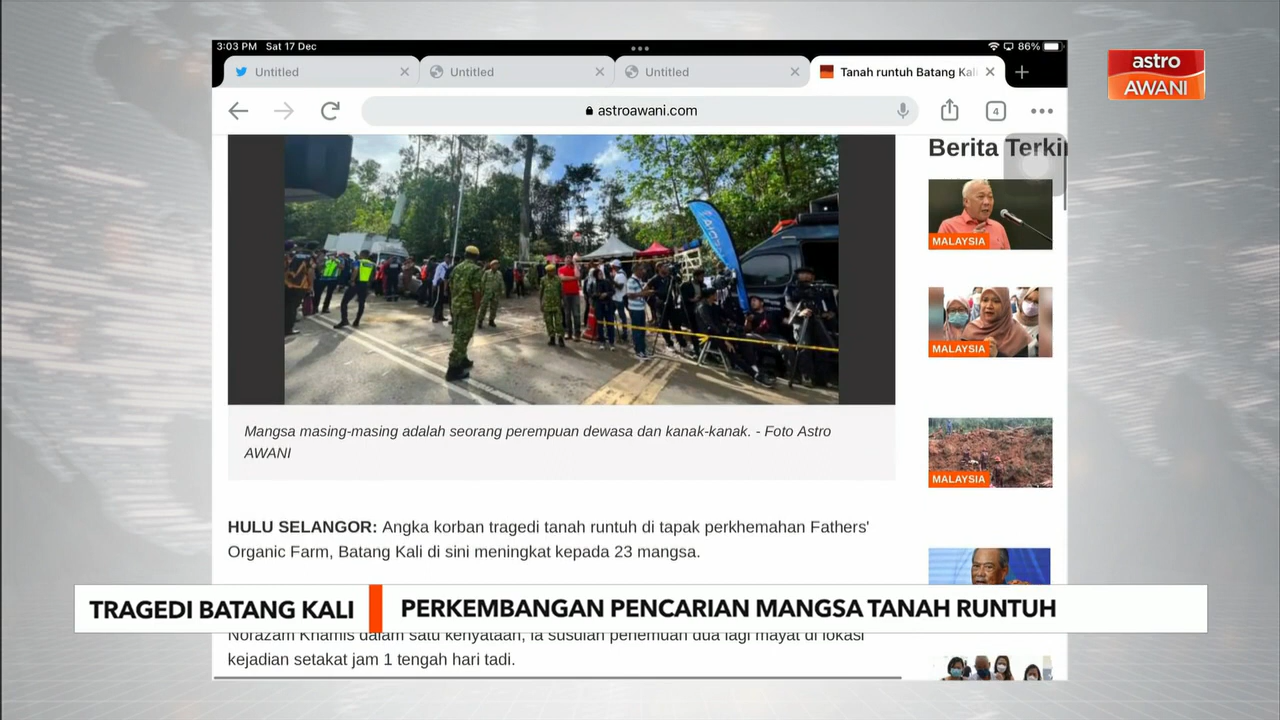 3:03 PM Sat 17 Dec
86%
Untitled
Untitled
Untitled
Tanah runtuh Batang Kali
astro
AWANI
astroawani.com
4
Berita Terkin
MALAYSIA
MALAYSIA
MALAYSIA
Mangsa masing-masing adalah seorang perempuan dewasa dan kanak-kanak. - Foto Astro
AWANI
HULU SELANGOR: Angka korban tragedi tanah runtuh di tapak perkhemahan Fathers'
Organic Farm, Batang Kali di sini meningkat kepada 23 mangsa.
TRAGEDI BATANG KALI
PERKEMBANGAN PENCARIAN MANGSA TANAH RUNTUH
Norazam Khamis dalam satu kenyataan, ia susulan penemuan dua lagi mayat di lokasi
kejadian setakat jam 1 tengah hari tadi.